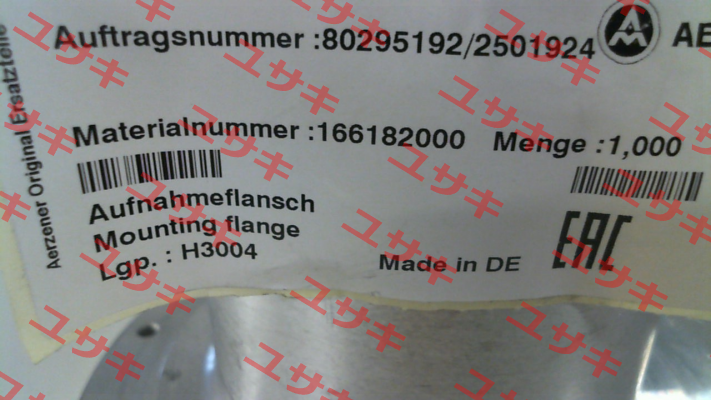 Auftragsnummer :80295192/2501924
AE
Aerzener Original Ersatzteile
Materialnummer :166182000 Menge :1,000
Aufnahmeflansch
Mounting flange
Lgp. : H3004
Made in DE
EAC
ユサキ